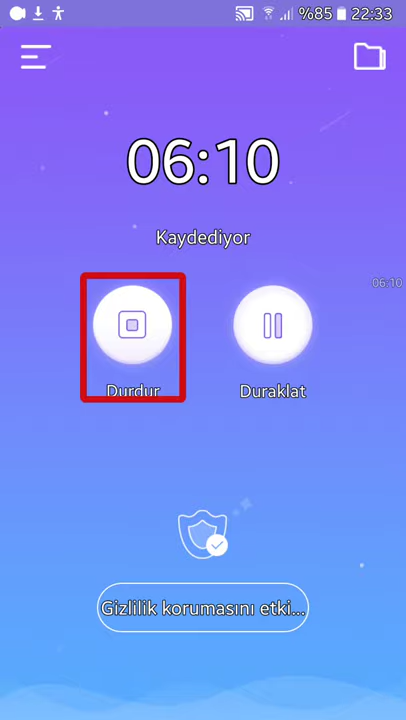 %85 22:33
06:10
Kaydediyor
06:10
Durdur
Duraklat
Gizlilik korumasını etki...